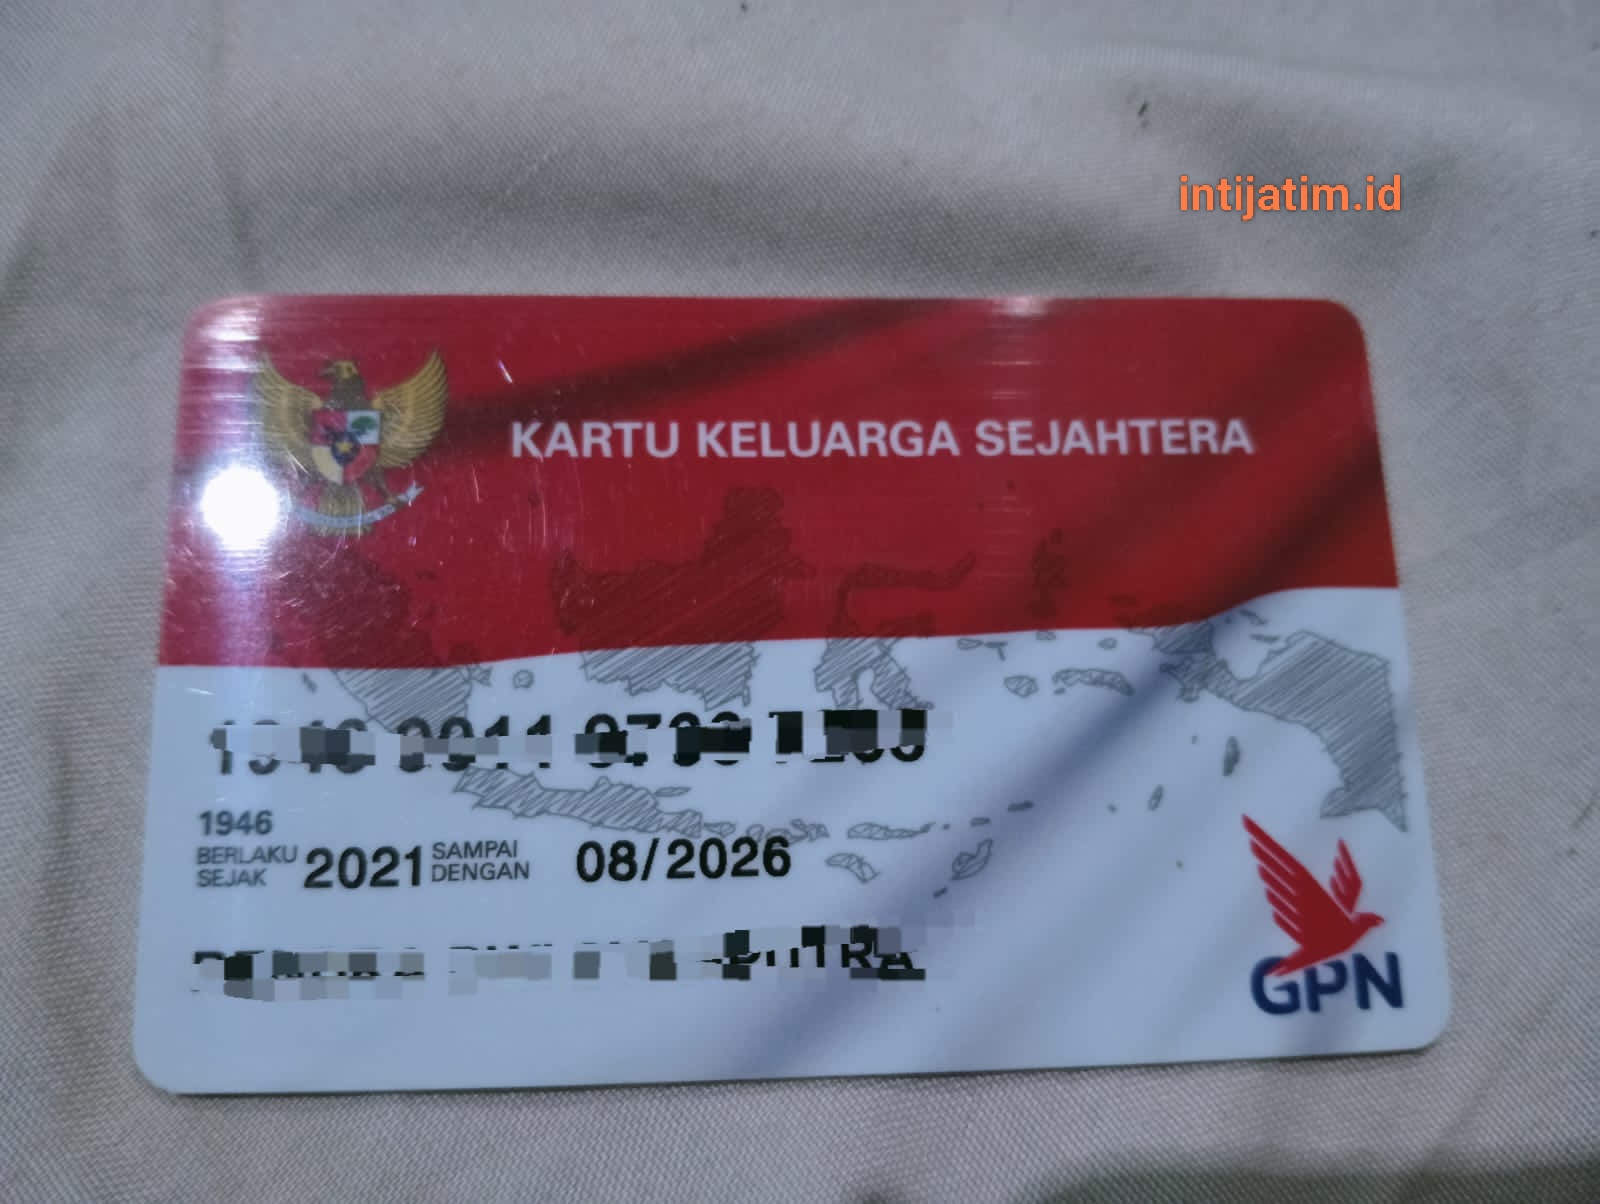 intijatim.id
KARTU KELUARGA SEJAHTERA
1946
BERLAKU SEJAK 2021 SAMPAI DENGAN 08/2026
GPN